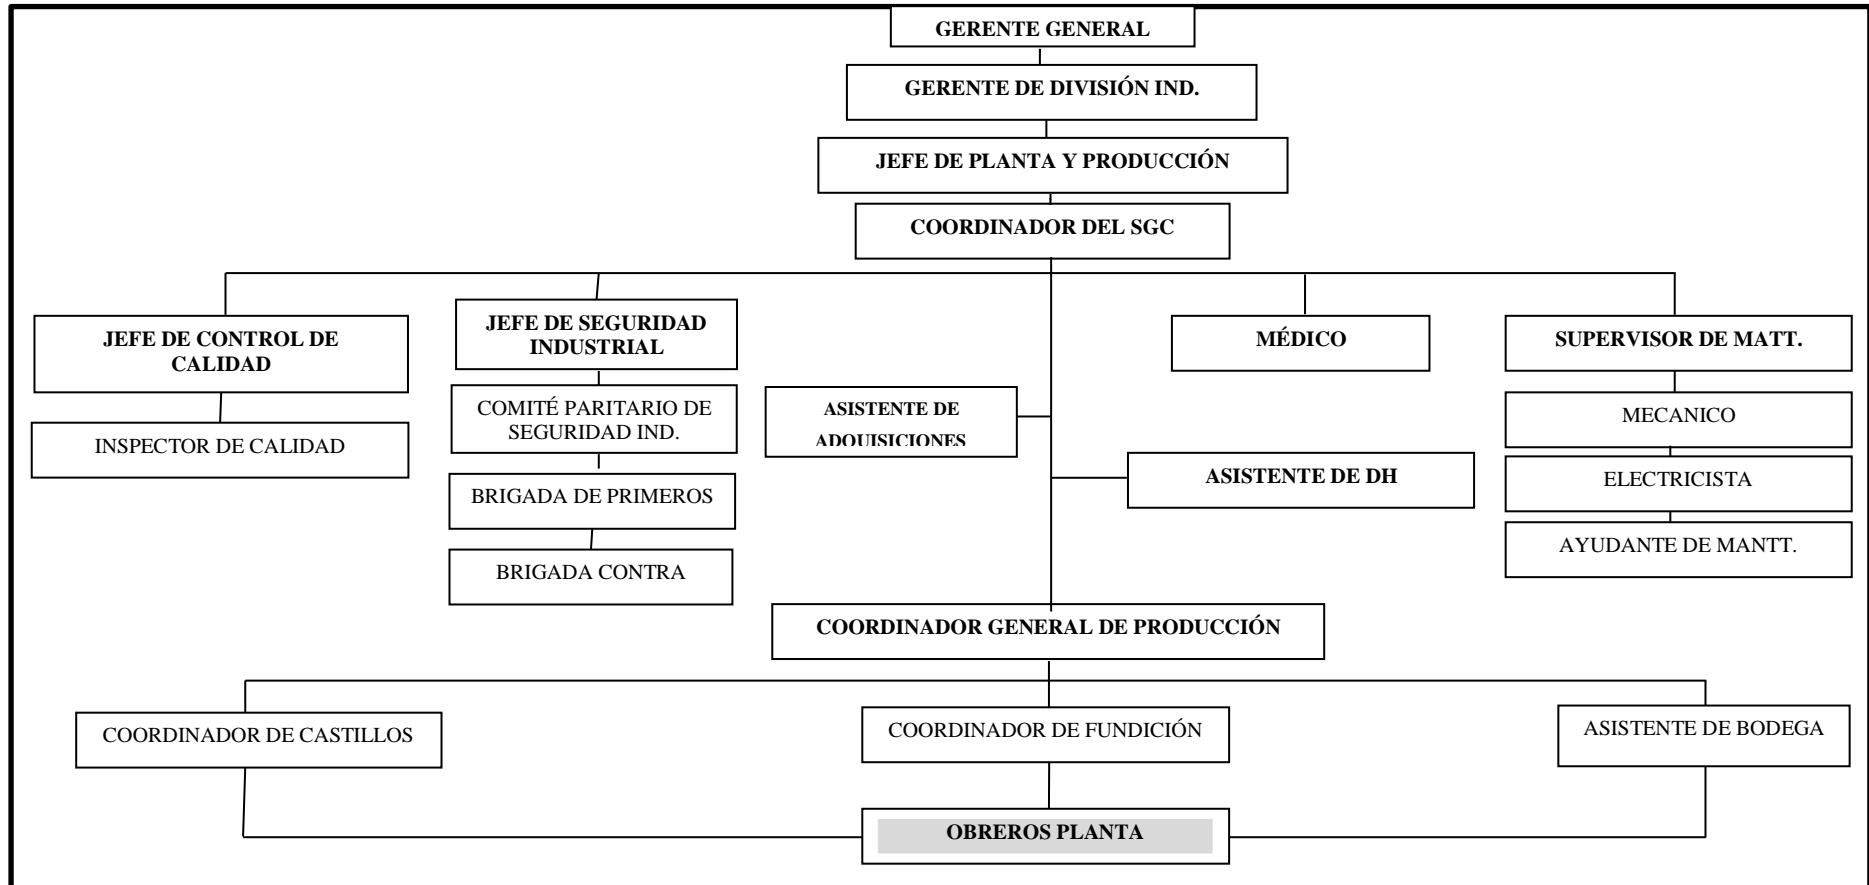 GERENTE GENERAL
GERENTE DE DIVISIÓN IND.
JEFE DE PLANTA Y PRODUCCIÓN
COORDINADOR DEL SGC
JEFE DE CONTROL DE
CALIDAD
JEFE DE SEGURIDAD
INDUSTRIAL
MÉDICO
SUPERVISOR DE MATT.
INSPECTOR DE CALIDAD
COMITÉ PARITARIO DE
SEGURIDAD IND.
ASISTENTE DE
ADQUISICIONES
MECANICO
BRIGADA DE PRIMEROS
ASISTENTE DE DH
ELECTRICISTA
BRIGADA CONTRA
AYUDANTE DE MANTT.
COORDINADOR GENERAL DE PRODUCCIÓN
COORDINADOR DE CASTILLOS
COORDINADOR DE FUNDICIÓN
ASISTENTE DE BODEGA
OBREROS PLANTA